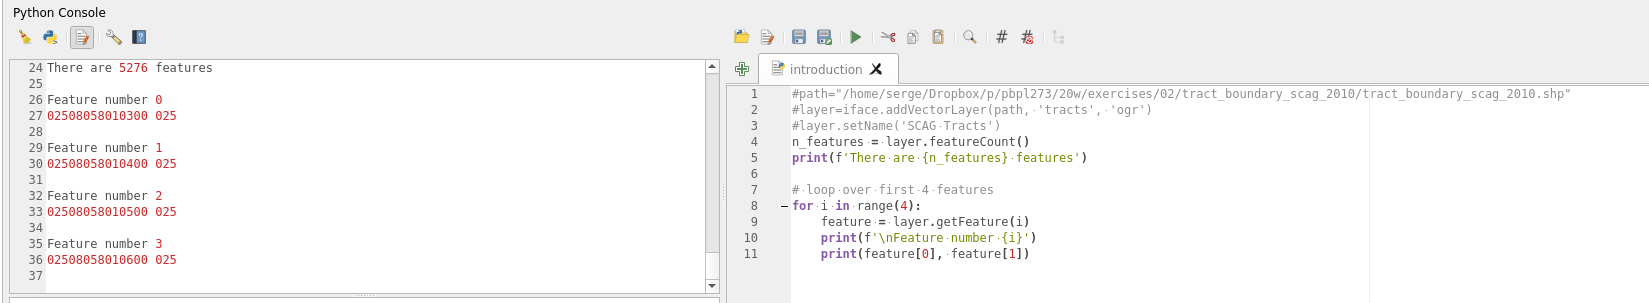 Python Console
24 There are 5276 features
25
26 Feature number 0
27 02508058010300 025
28
29 Feature number 1
30 02508058010400 025
31
32 Feature number 2
33 02508058010500 025
34
35 Feature number 3
36 02508058010600 025
37
introduction
1 #path="/home/serge/Dropbox/p/pbpl273/20w/exercises/02/tract_boundary_scag_2010/tract_boundary_scag_2010.shp"
2 #layer=iface.addVectorLayer(path, 'tracts', 'ogr')
3 #layer.setName('SCAG Tracts')
4 n_features = layer.featureCount()
5 print(f'There are {n_features} features')
6
7 # loop over first 4 features
8 for i in range(4):
9     feature = layer.getFeature(i)
10     print(f'\nFeature number {i}')
11     print(feature[0], feature[1])